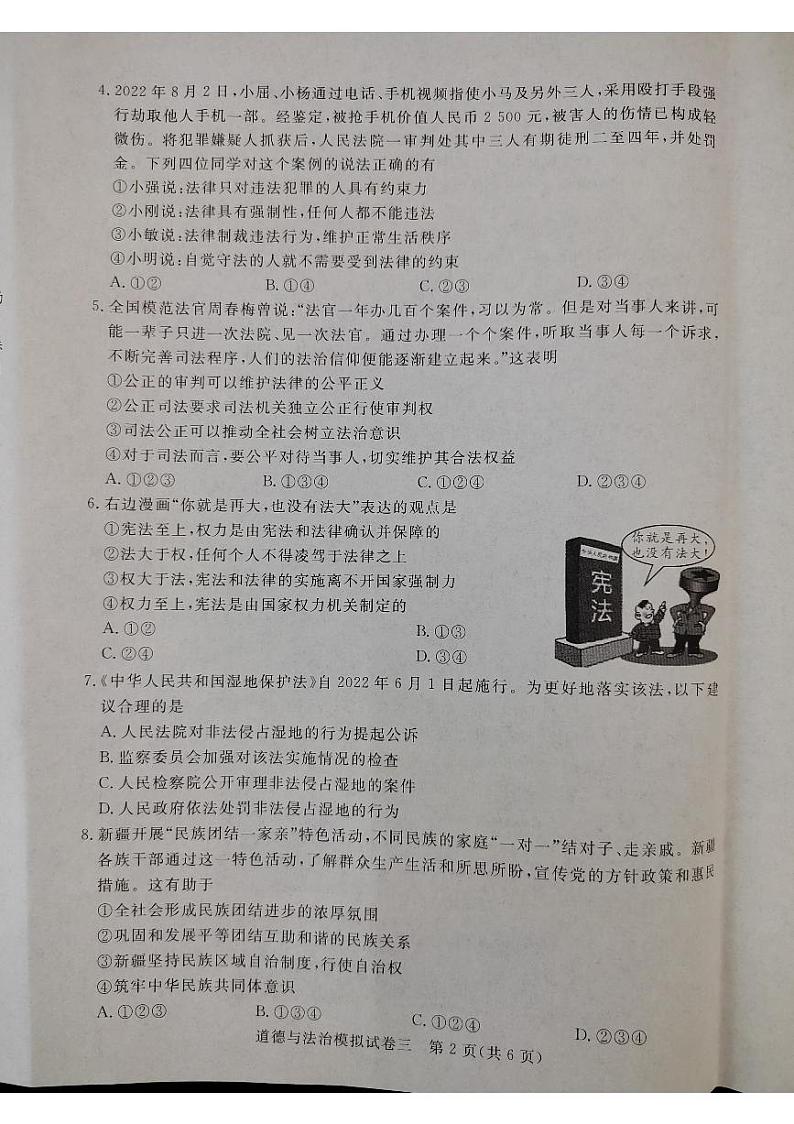 4. 2022年8月2日,小屈、小杨通过电话、手机视频指使小马及另外三人,采用殴打手段强
行劫取他人手机一部。经鉴定,被抢手机价值人民币2 500元,被害人的伤情已构成轻
微伤。将犯罪嫌疑人抓获后,人民法院一审判处其中三人有期徒刑二至四年,并处罚
金。下列四位同学对这个案例的说法正确的有
①小强说:法律只对违法犯罪的人具有约束力
②小刚说:法律具有强制性,任何人都不能违法
③小敏说:法律制裁违法行为,维护正常生活秩序
④小明说:自觉守法的人就不需要受到法律的约束
A. ①② B. ①④ C. ②③ D. ③④
5. 全国模范法官周春梅曾说:“法官一年办几百个案件,习以为常。但是对当事人来讲,可
能一辈子只进一次法院、见一次法官。通过办理一个个案件,听取当事人每一个诉求,
不断完善司法程序,人们的法治信仰便能逐渐建立起来。”这表明
①公正的审判可以维护法律的公平正义
②公正司法要求司法机关独立公正行使审判权
③司法公正可以推动全社会树立法治意识
④对于司法而言,要公平对待当事人,切实维护其合法权益
A. ①②③ B. ①③④ C. ①②④ D. ②③④
6. 右边漫画“你就是再大,也没有法大”表达的观点是
①宪法至上,权力是由宪法和法律确认并保障的
②法大于权,任何个人不得凌驾于法律之上
③权大于法,宪法和法律的实施离不开国家强制力
④权力至上,宪法是由国家权力机关制定的
A. ①② B. ①③
C. ②④ D. ③④
你就是再大,
也没有法大!
中华人民共和国
宪法
7.《中华人民共和国湿地保护法》自2022年6月1日起施行。为更好地落实该法,以下建
议合理的是
A. 人民法院对非法侵占湿地的行为提起公诉
B. 监察委员会加强对该法实施情况的检查
C. 人民检察院公开审理非法侵占湿地的案件
D. 人民政府依法处罚非法侵占湿地的行为
8. 新疆开展“民族团结一家亲”特色活动,不同民族的家庭“一对一”结对子、走亲戚。新疆
各族干部通过这一特色活动,了解群众生产生活和所思所盼,宣传党的方针政策和惠民
措施。这有助于
①全社会形成民族团结进步的浓厚氛围
②巩固和发展平等团结互助和谐的民族关系
③新疆坚持民族区域自治制度,行使自治权
④筑牢中华民族共同体意识
A. ①②③ B. ①③④ C. ①②④ D. ②③④
道德与法治模拟试卷三 第2页(共6页)